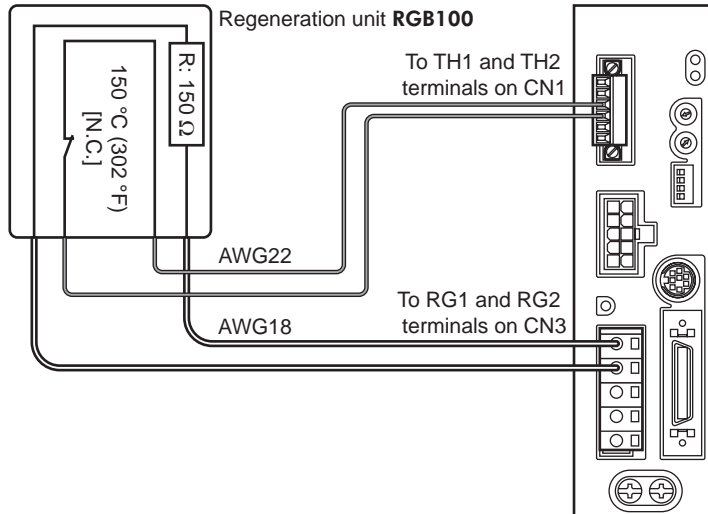 Regeneration unit RGB100
R: 150 Ω
150 °C (302 °F)
[N.C.]
To TH1 and TH2
terminals on CN1
AWG22
To RG1 and RG2
terminals on CN3
AWG18